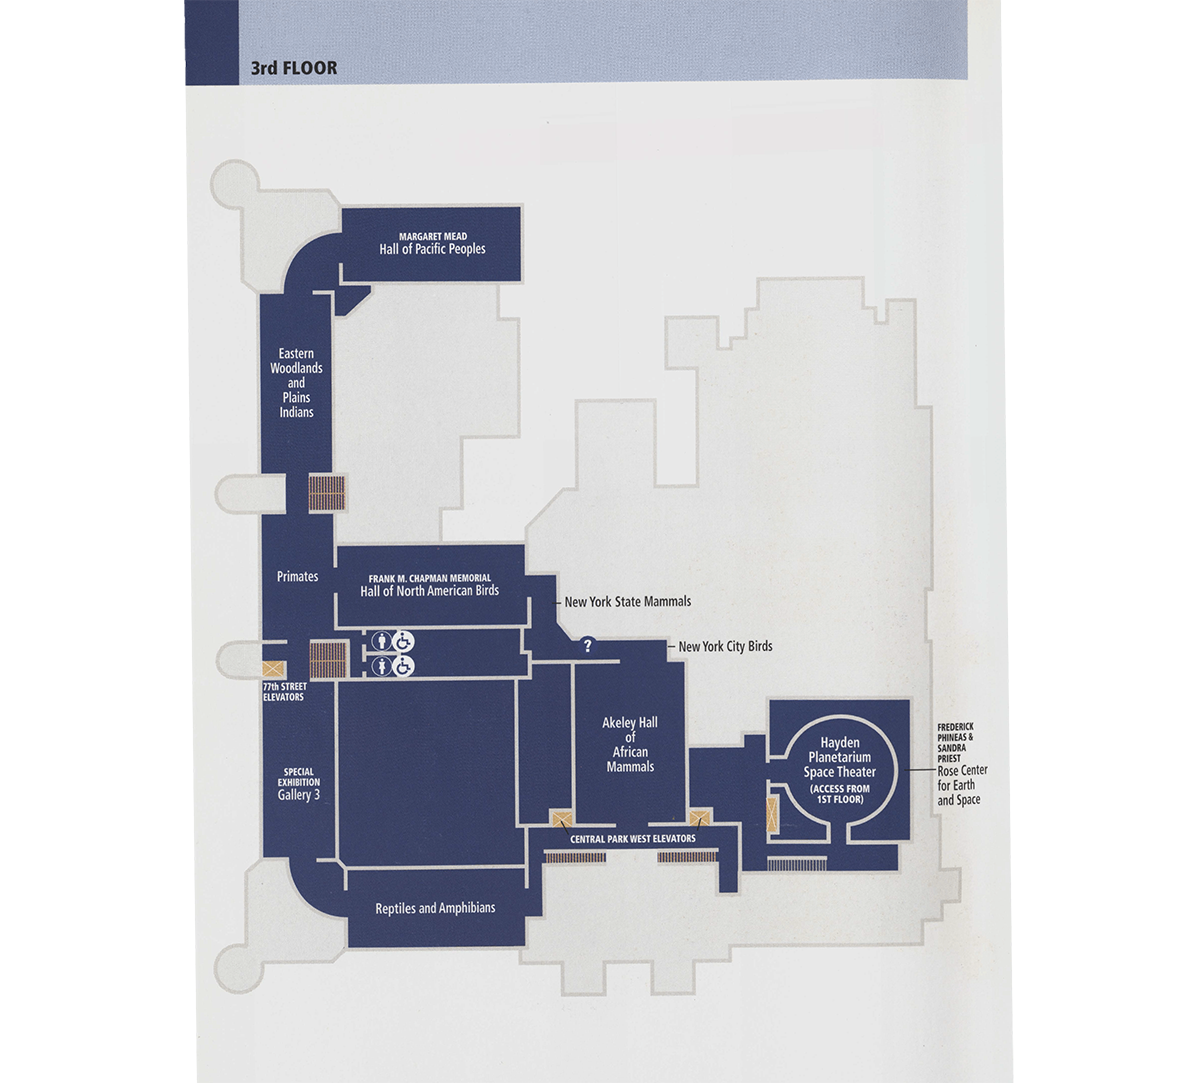 3rd FLOOR
MARGARET MEAD
Hall of Pacific Peoples
Eastern
Woodlands
and
Plains
Indians
Primates
FRANK M. CHAPMAN MEMORIAL
Hall of North American Birds
New York State Mammals
?
New York City Birds
77th STREET
ELEVATORS
SPECIAL
EXHIBITION
Gallery 3
Akeley Hall
of
African
Mammals
Hayden
Planetarium
Space Theater
(ACCESS FROM
1ST FLOOR)
FREDERICK
PHINEAS &
SANDRA
PRIEST
Rose Center
for Earth
and Space
CENTRAL PARK WEST ELEVATORS
Reptiles and Amphibians